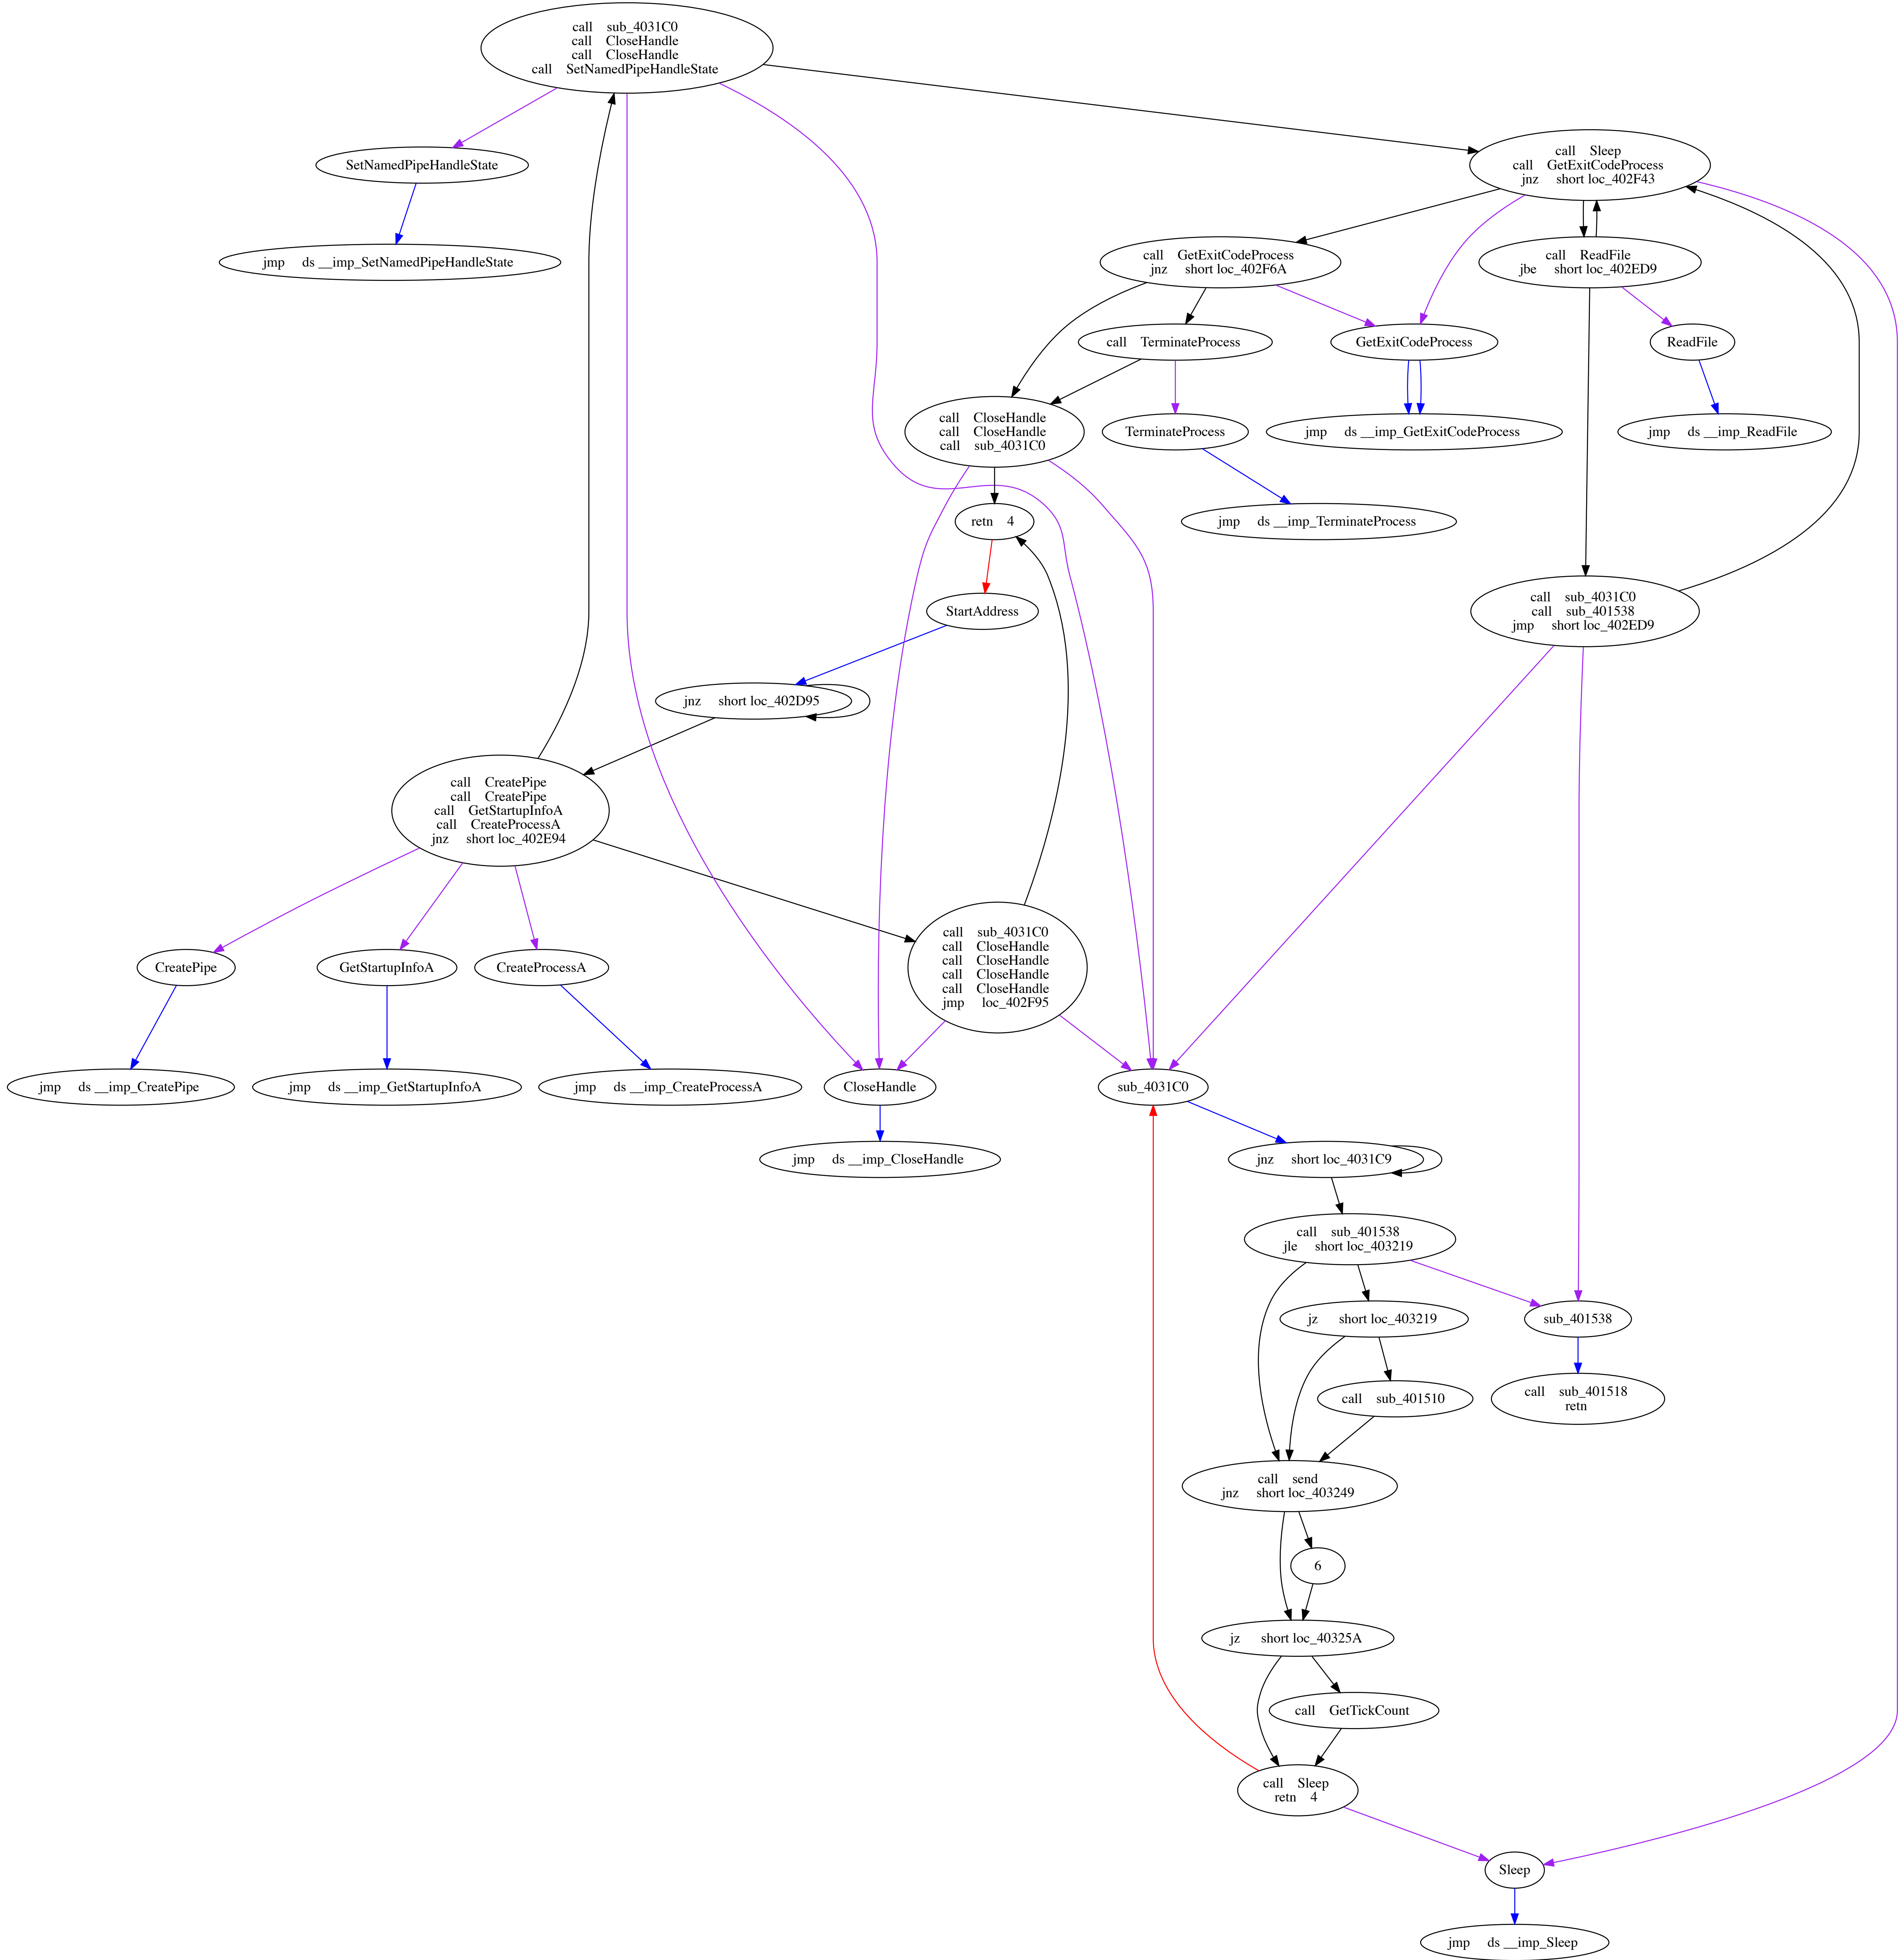 call sub_4031C0
call CloseHandle
call CloseHandle
call SetNamedPipeHandleState
SetNamedPipeHandleState
call Sleep
call GetExitCodeProcess
jnz short loc_402F43
jmp ds __imp_SetNamedPipeHandleState
call GetExitCodeProcess
jnz short loc_402F6A
call ReadFile
jbe short loc_402ED9
call TerminateProcess
GetExitCodeProcess
ReadFile
call CloseHandle
call CloseHandle
call sub_4031C0
TerminateProcess
jmp ds __imp_GetExitCodeProcess
jmp ds __imp_ReadFile
retn 4
jmp ds __imp_TerminateProcess
StartAddress
call sub_4031C0
call sub_401538
jmp short loc_402ED9
jnz short loc_402D95
call CreatePipe
call CreatePipe
call GetStartupInfoA
call CreateProcessA
jnz short loc_402E94
CreatePipe
GetStartupInfoA
CreateProcessA
call sub_4031C0
call CloseHandle
call CloseHandle
call CloseHandle
call CloseHandle
jmp loc_402F95
jmp ds __imp_CreatePipe
jmp ds __imp_GetStartupInfoA
jmp ds __imp_CreateProcessA
CloseHandle
sub_4031C0
jmp ds __imp_CloseHandle
jnz short loc_4031C9
call sub_401538
jle short loc_403219
jz short loc_403219
sub_401538
call sub_401510
call sub_401518
retn
call send
jnz short loc_403249
6
jz short loc_40325A
call GetTickCount
call Sleep
retn 4
Sleep
jmp ds __imp_Sleep